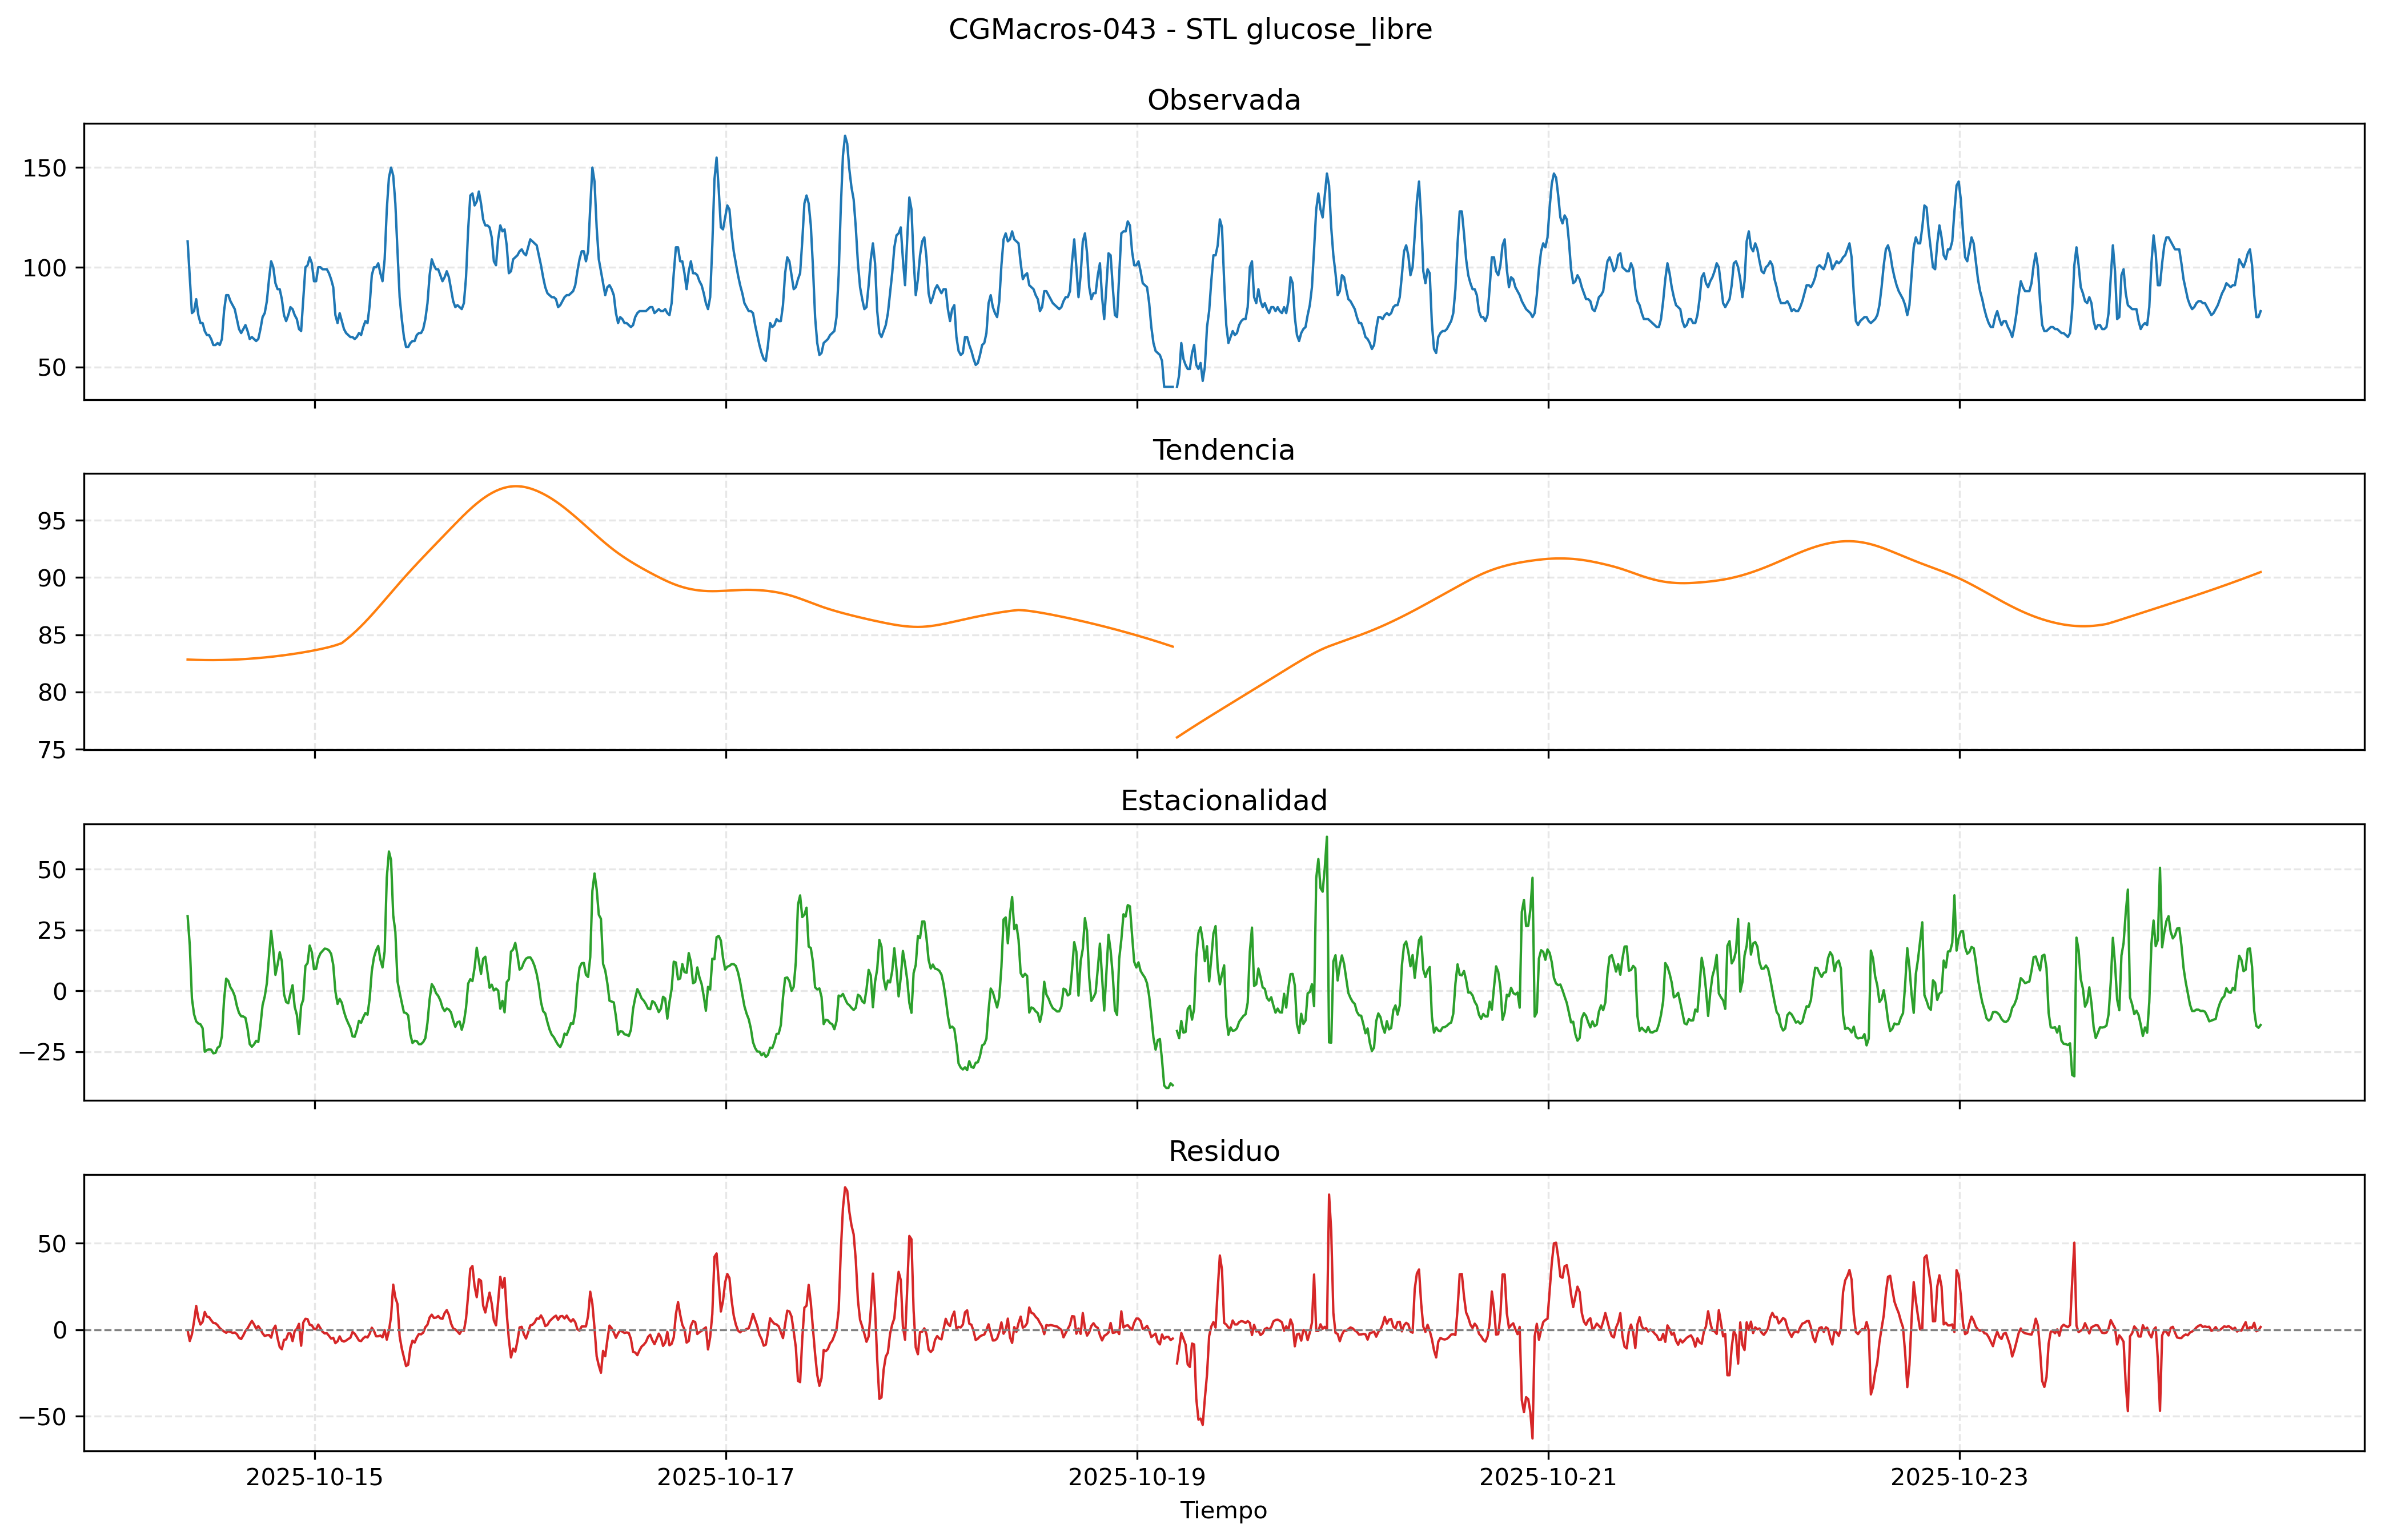 CGMacros-043 - STL glucose_libre
Observada
150
100
50
Tendencia
95
90
85
80
75
Estacionalidad
50
25
0
−25
Residuo
50
0
−50
2025-10-15 2025-10-17 2025-10-19 2025-10-21 2025-10-23
Tiempo